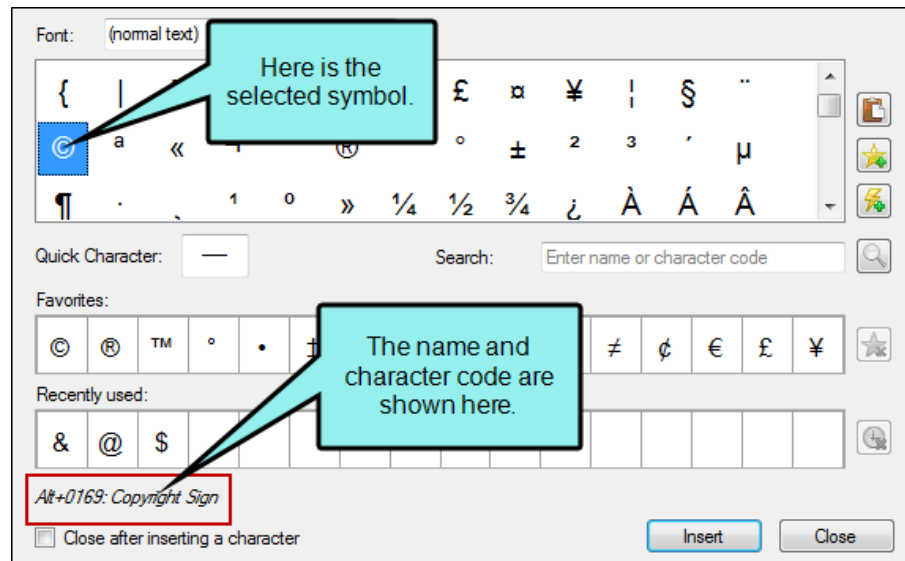 Font: (normal text)
Here is the
selected symbol.
{ | £ ¤ ¥ ¦ § ¨
© ª « ¬ ® ° ± ² ³ ´ µ
¶ · ¸ ¹ º » ¼ ½ ¾ ¿ À Á Â
Quick Character: — Search: Enter name or character code
Favorites:
© ® ™ ° • ≠ ¢ € £ ¥
The name and
character code are
shown here.
Recently used:
& @ $
Alt+0169: Copyright Sign
Close after inserting a character Insert Close